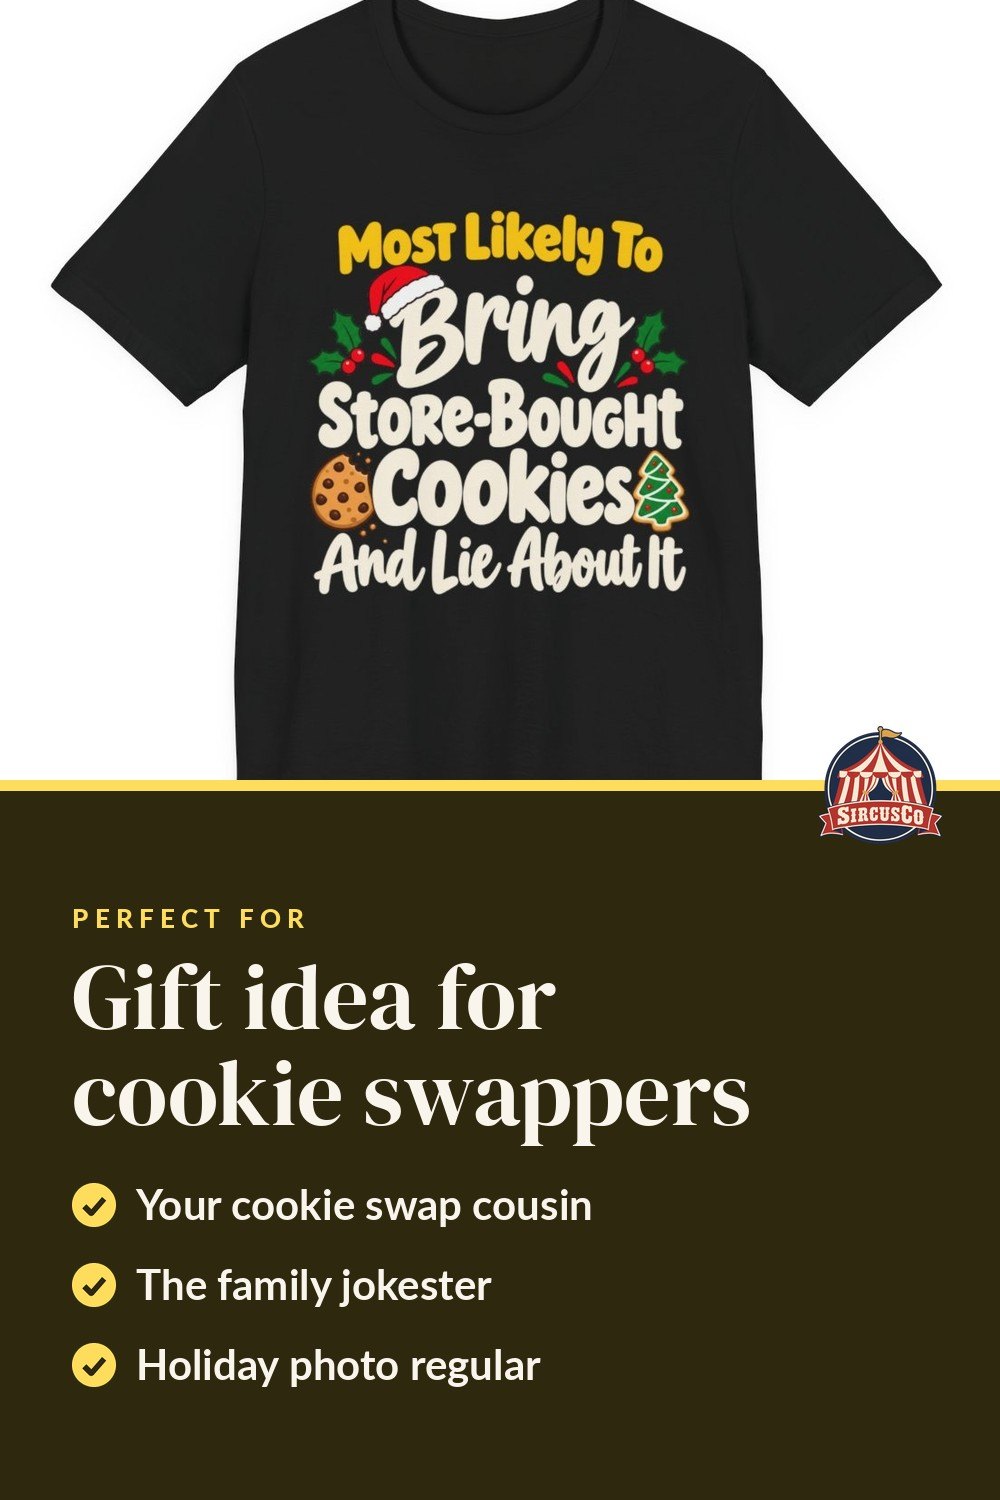 Most Likely To
Bring
Store-Bought
Cookies
And Lie About It
SircusCo
PERFECT FOR
Gift idea for
cookie swappers
Your cookie swap cousin
The family jokester
Holiday photo regular